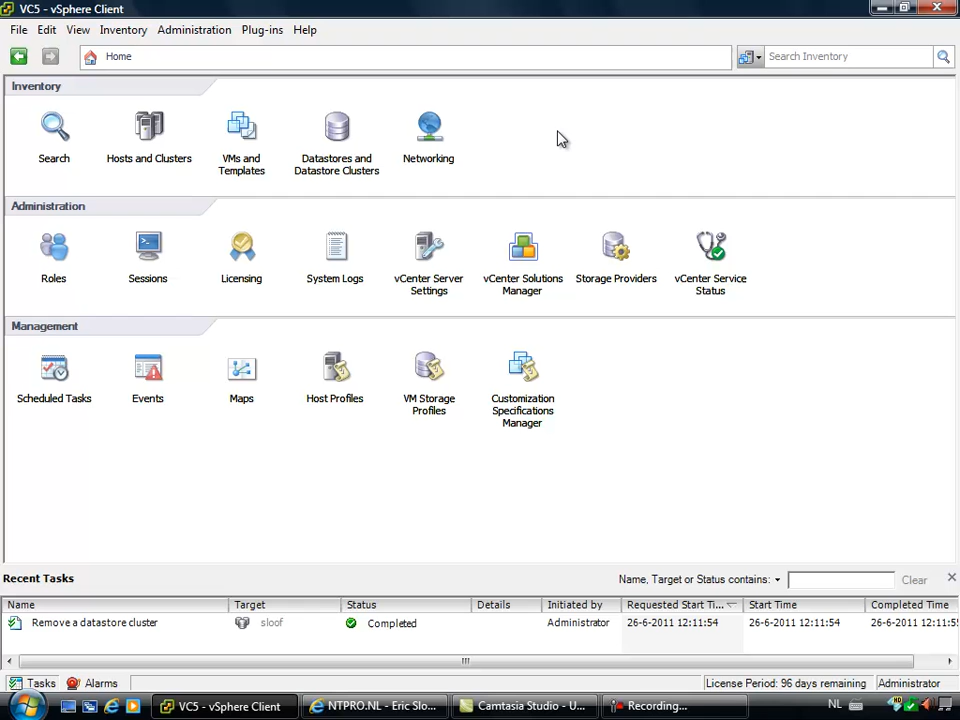 VC5 - vSphere Client
File Edit View Inventory Administration Plug-ins Help
Home
Search Inventory
Inventory
Search
Hosts and Clusters
VMs and
Templates
Datastores and
Datastore Clusters
Networking
Administration
Roles
Sessions
Licensing
System Logs
vCenter Server
Settings
vCenter Solutions
Manager
Storage Providers
vCenter Service
Status
Management
Scheduled Tasks
Events
Maps
Host Profiles
VM Storage
Profiles
Customization
Specifications
Manager
Recent Tasks
Name, Target or Status contains:
Clear
Name Target Status Details Initiated by Requested Start Ti... Start Time Completed Time
Remove a datastore cluster sloof Completed Administrator 26-6-2011 12:11:54 26-6-2011 12:11:54 26-6-2011 12:11:5
Tasks Alarms
License Period: 96 days remaining Administrator
VC5 - vSphere Client
NTPRO.NL - Eric Slo...
Camtasia Studio - U...
Recording...
NL